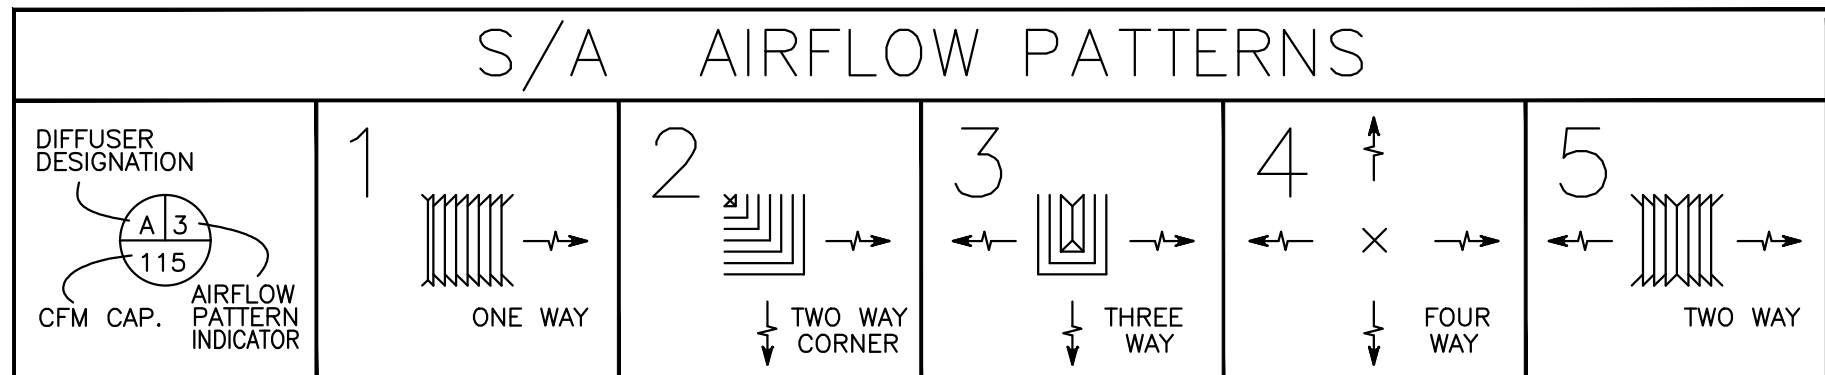 S/A AIRFLOW PATTERNS
DIFFUSER
DESIGNATION
A 3
115
CFM CAP.
AIRFLOW
PATTERN
INDICATOR
1
ONE WAY
2
TWO WAY
CORNER
3
THREE
WAY
4
FOUR
WAY
5
TWO WAY